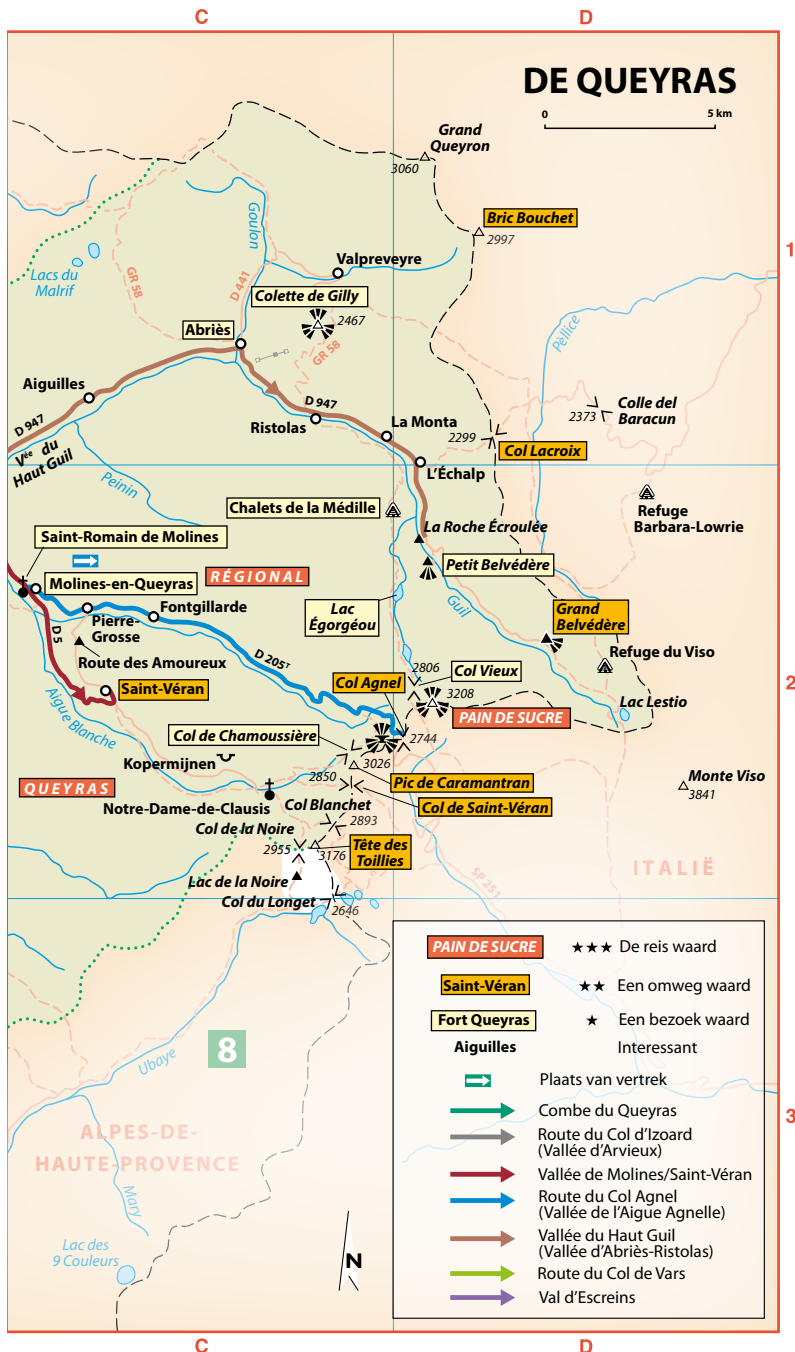 C
D
DE QUEYRAS
0
5 km
Grand
Queyron
3060
Bric Bouchet
2997
1
Goulon
Valpreveyre
Lacs du
Malrif
GR 58
D 441
Colette de Gilly
2467
Pèllice
Abriès
GR 58
Aiguilles
D 947
Ristolas
La Monta
2373
Colle del
Baracun
D 947
Vée du
Haut Guil
2299
Col Lacroix
L'Échalp
Peinin
Chalets de la Médille
La Roche Écroulée
Refuge
Barbara-Lowrie
Saint-Romain de Molines
Petit Belvédère
Molines-en-Queyras
RÉGIONAL
Lac
Égorgéou
Guil
Grand
Belvédère
Fontgillarde
Pierre-
Grosse
D 5
Route des Amoureux
D 205T
2806
Col Vieux
Refuge du Viso
Saint-Véran
Col Agnel
3208
PAIN DE SUCRE
Lac Lestio
2
Aigue Blanche
Col de Chamoussière
2744
Kopermijnen
3026
2850
Pic de Caramantran
Monte Viso
3841
QUEYRAS
Notre-Dame-de-Clausis
Col Blanchet
Col de Saint-Véran
2893
Col de la Noire
2955
3176
Tête des
Toillies
ITALIË
Lac de la Noire
SP 251
Col du Longet
2646
PAIN DE SUCRE
★★★ De reis waard
Saint-Véran
★★ Een omweg waard
Fort Queyras
★ Een bezoek waard
Aiguilles
Interessant
8
Ubaye
Plaats van vertrek
Combe du Queyras
3
ALPES-DE-
HAUTE-PROVENCE
Route du Col d'Izoard
(Vallée d'Arvieux)
Vallée de Molines/Saint-Véran
Mary
Route du Col Agnel
(Vallée de l'Aigue Agnelle)
Vallée du Haut Guil
(Vallée d'Abriès-Ristolas)
Lac des
9 Couleurs
N
Route du Col de Vars
Val d'Escreins
C
D